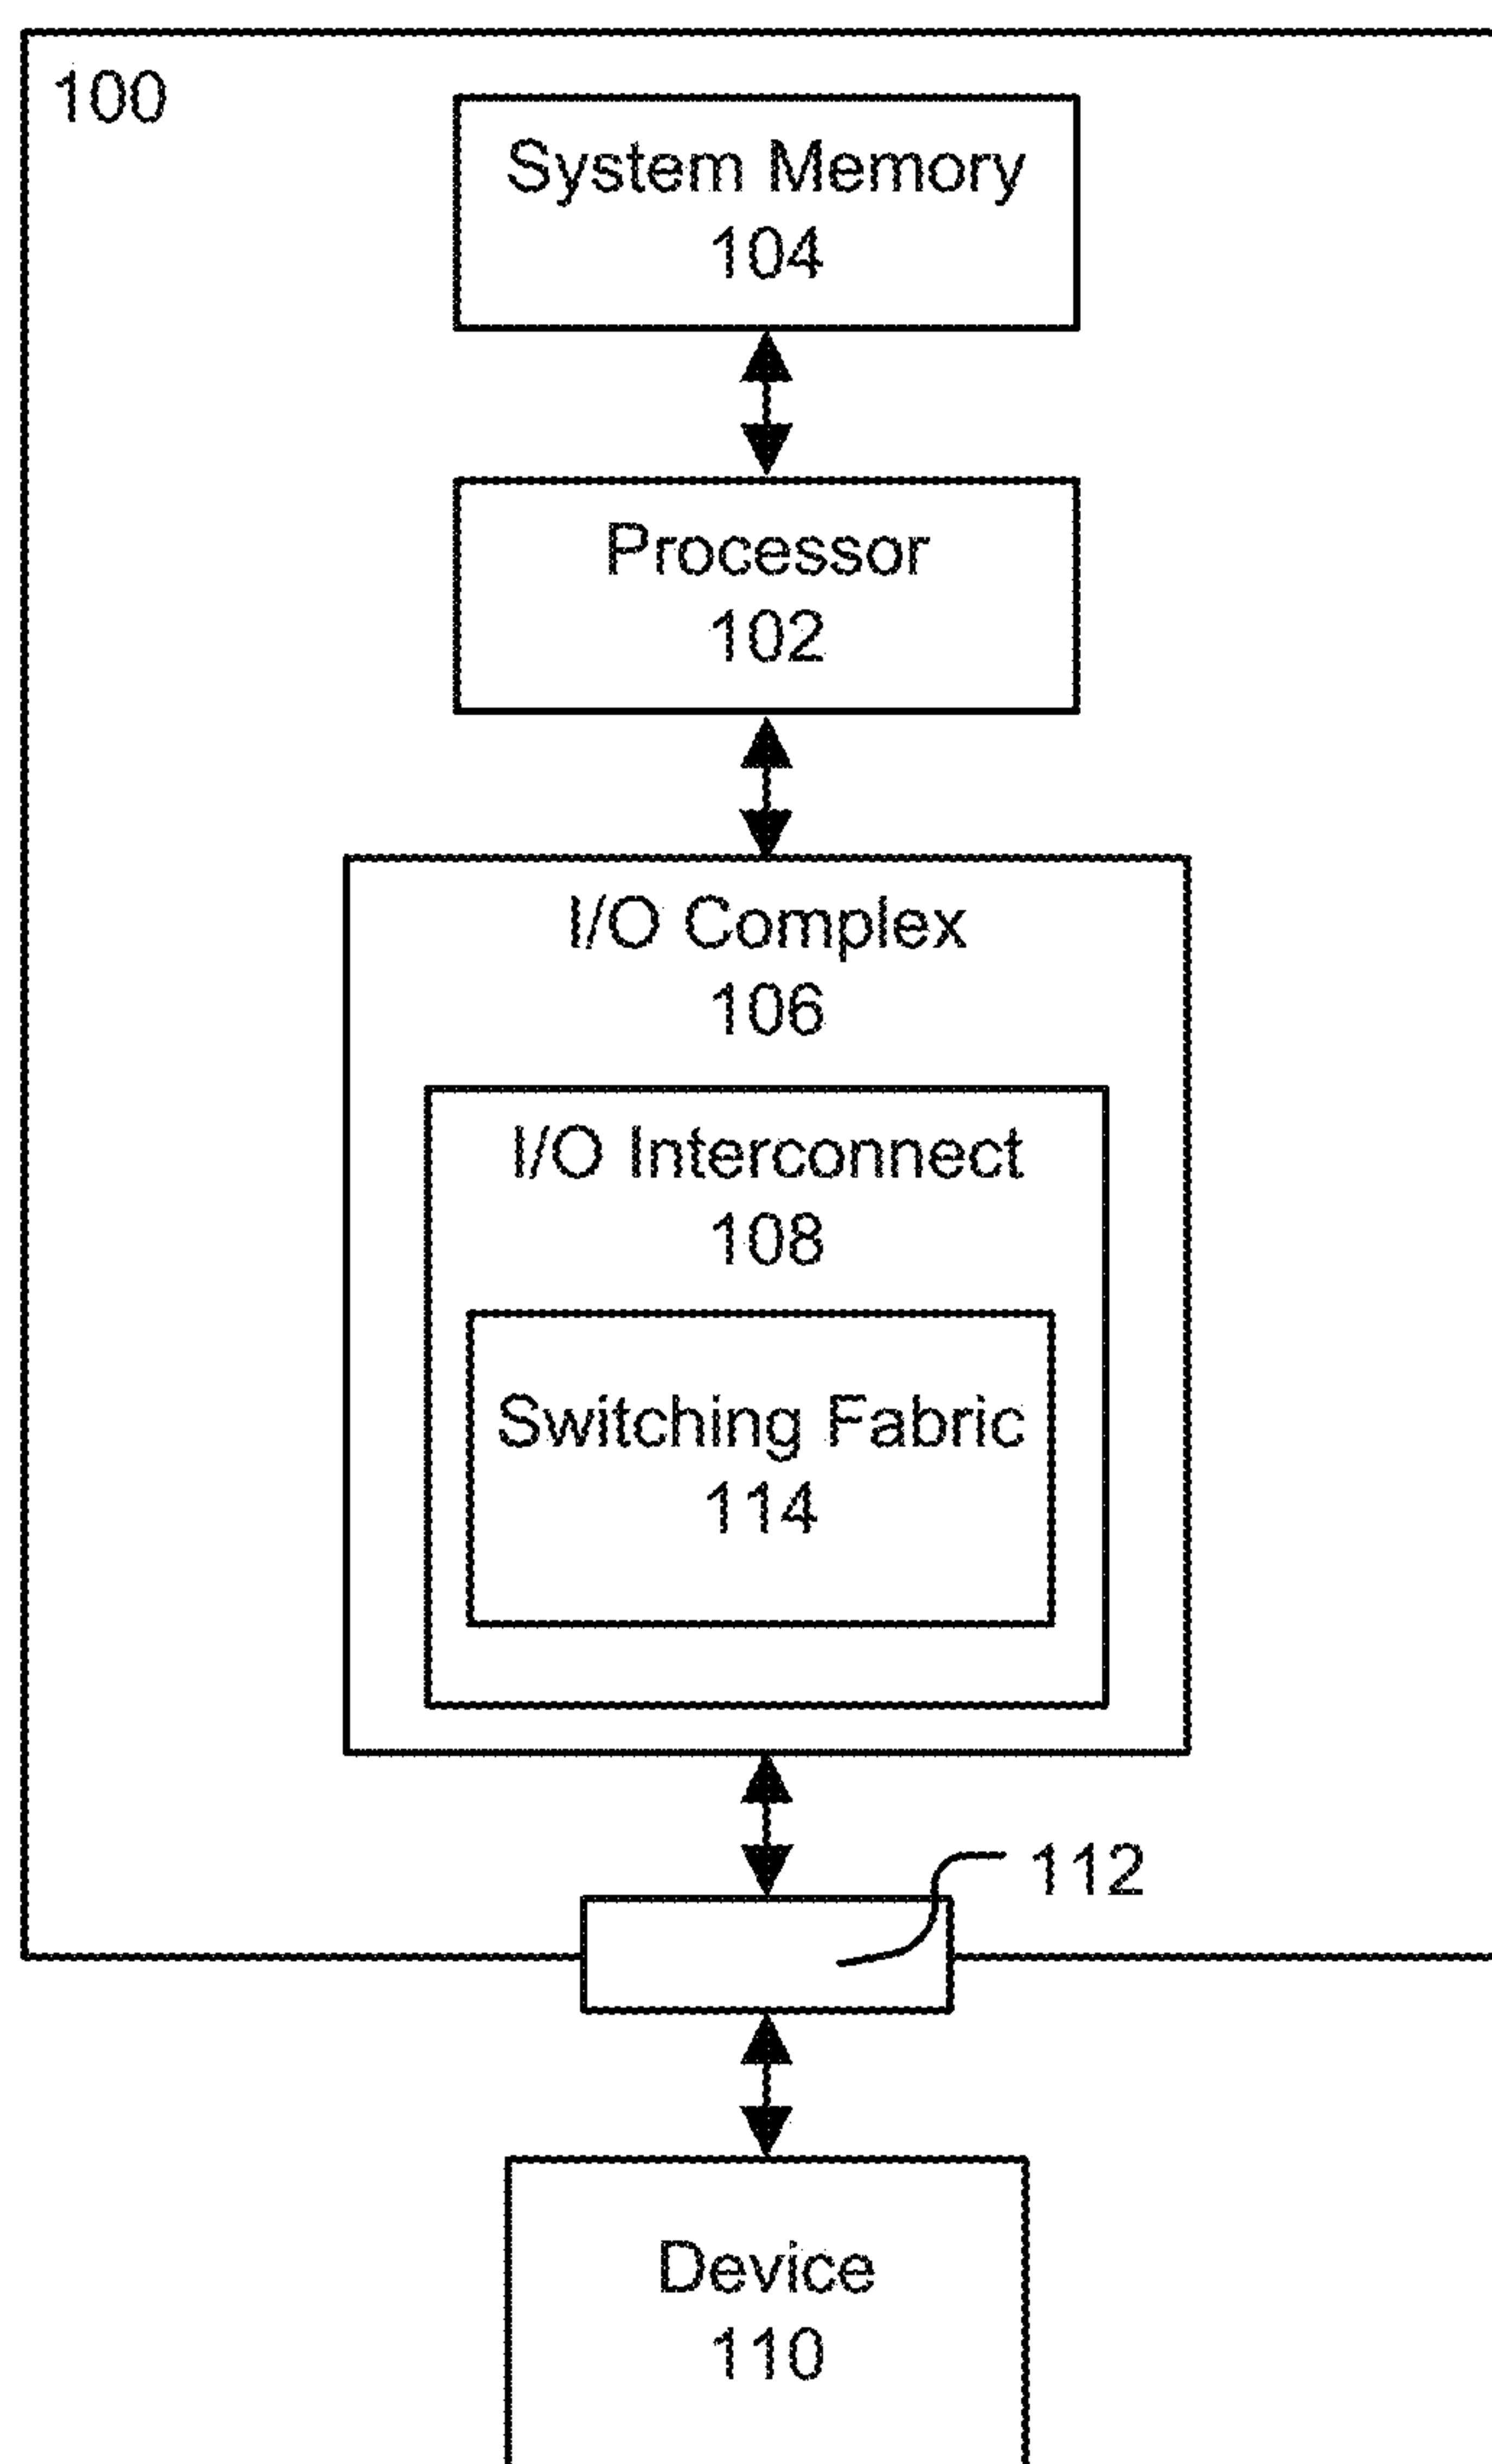 100
System Memory
104
Processor
102
I/O Complex
106
I/O Interconnect
108
Switching Fabric
114
112
Device
110